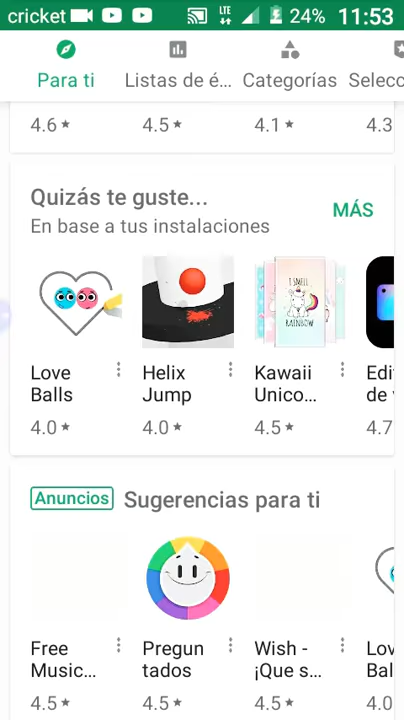 cricket LTE 24% 11:53
Para ti Listas de é... Categorías Selecc
4.6 ★ 4.5 ★ 4.1 ★ 4.3
Quizás te guste...
MÁS
En base a tus instalaciones
I SMELL
RAINBOW
Love Helix Kawaii Edi
Balls Jump Unico... de v
4.0 ★ 4.0 ★ 4.5 ★ 4.7
Anuncios Sugerencias para ti
Free Pregun Wish - Lov
Music... tados ¡Que s... Bal
4.5 ★ 4.5 ★ 4.5 ★ 4.0